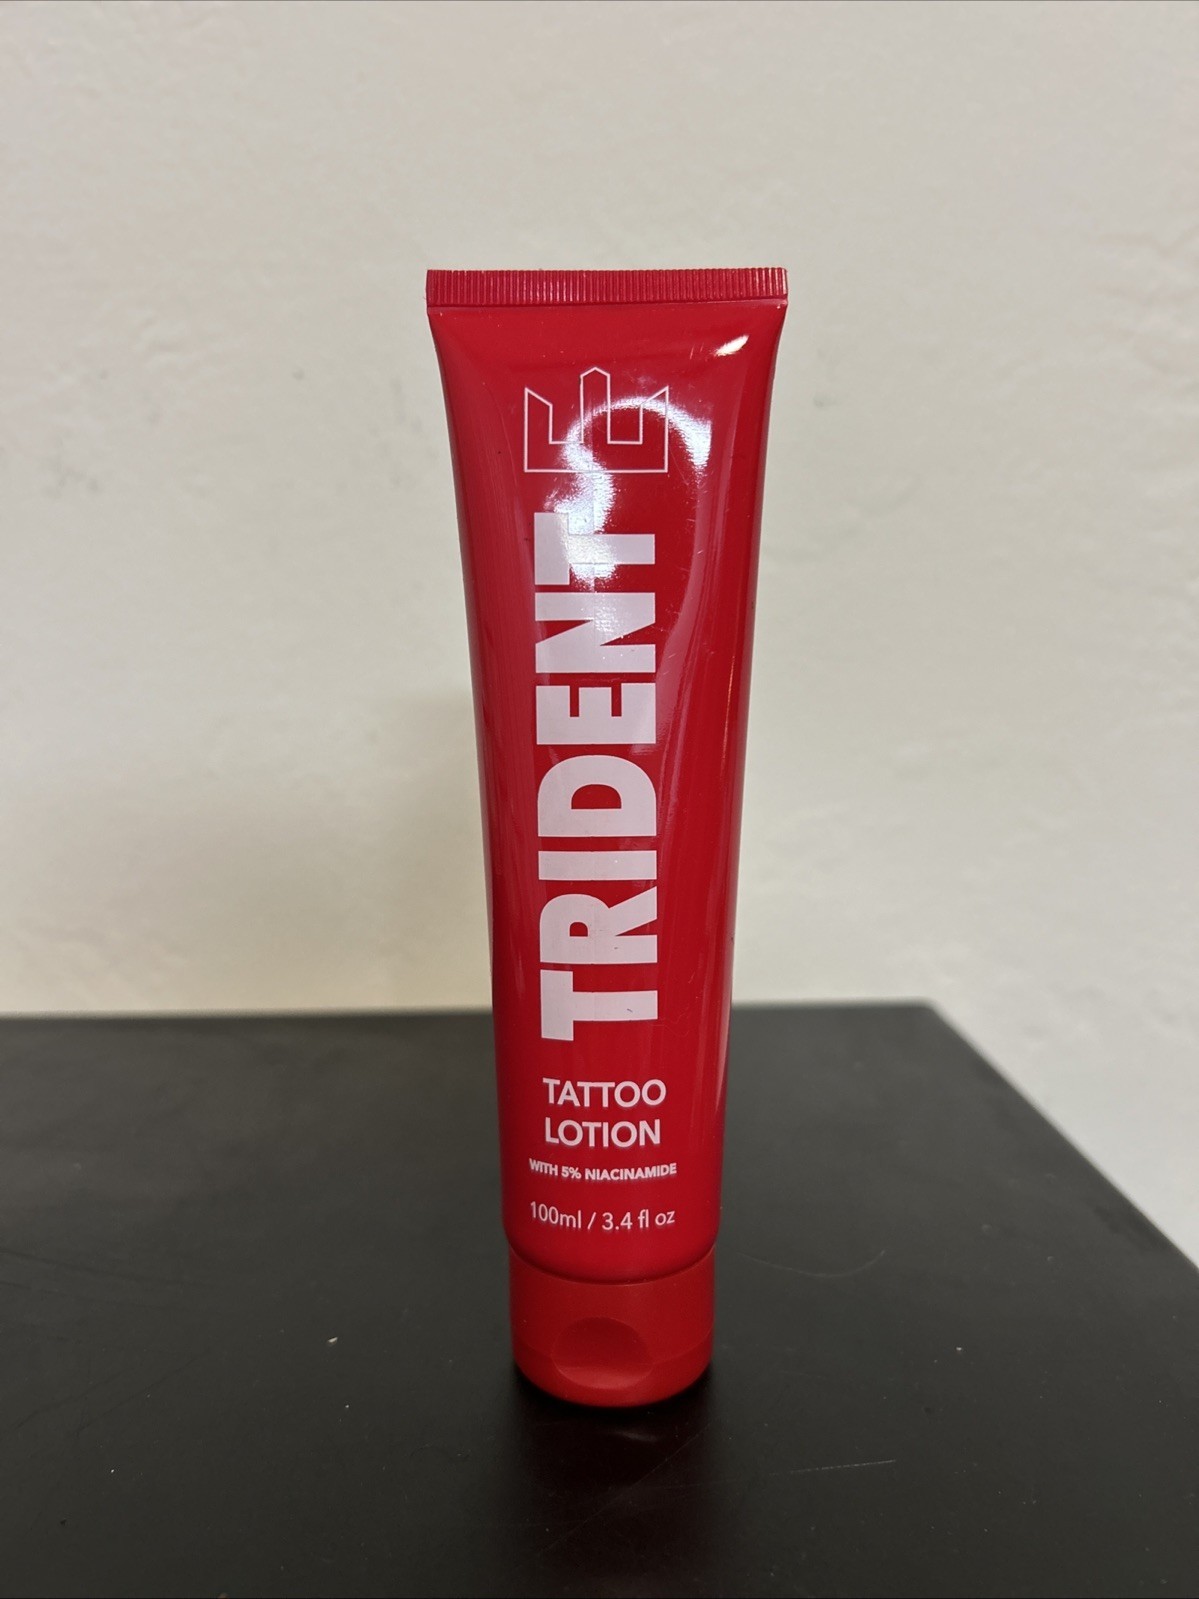 TRIDENT
TATTOO
LOTION
WITH 5% NIACINAMIDE
100ml / 3.4 fl oz